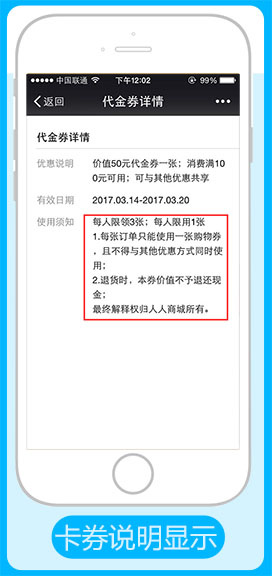 中国联通 下午12:02 99%
返回 代金券详情
代金券详情
优惠说明 价值50元代金券一张；消费满10
0元可用；可与其他优惠共享
有效日期 2017.03.14-2017.03.20
使用须知 每人限领3张；每人限用1张
1.每张订单只能使用一张购物券
，且不得与其他优惠方式同时使
用；
2.退货时，本券价值不予退还现
金；
最终解释权归人人商城所有。
卡券说明显示